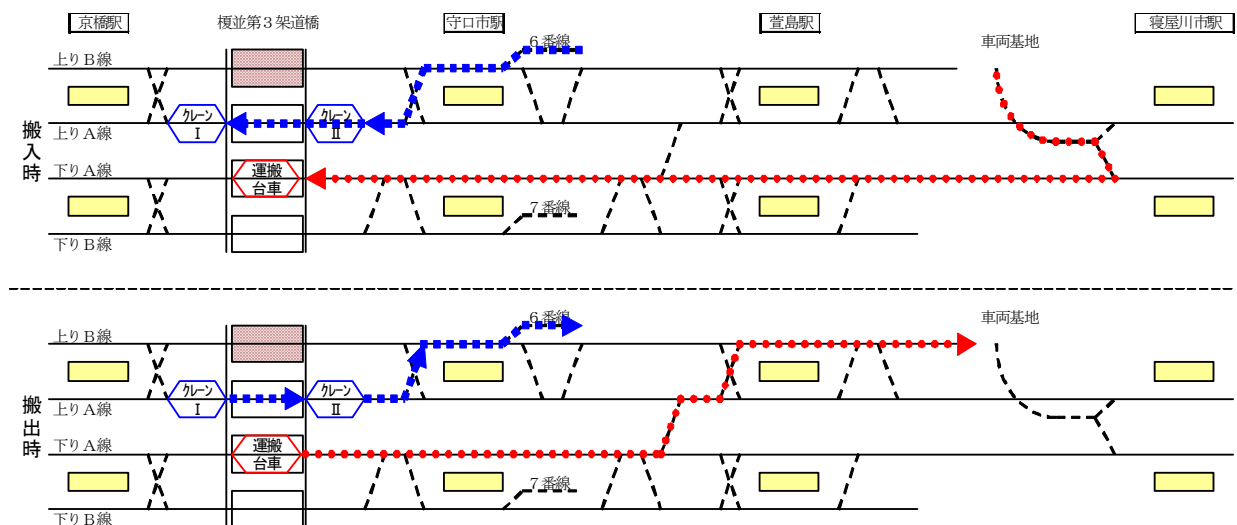 京橋駅
榎並第3架道橋
守口市駅
萱島駅
寝屋川市駅
6番線
車両基地
上りB線
クレーン
Ⅰ
クレーン
Ⅱ
上りA線
搬入時
下りA線
運搬
台車
7番線
下りB線
6番線
車両基地
上りB線
クレーン
Ⅰ
クレーン
Ⅱ
上りA線
搬出時
下りA線
運搬
台車
7番線
下りB線